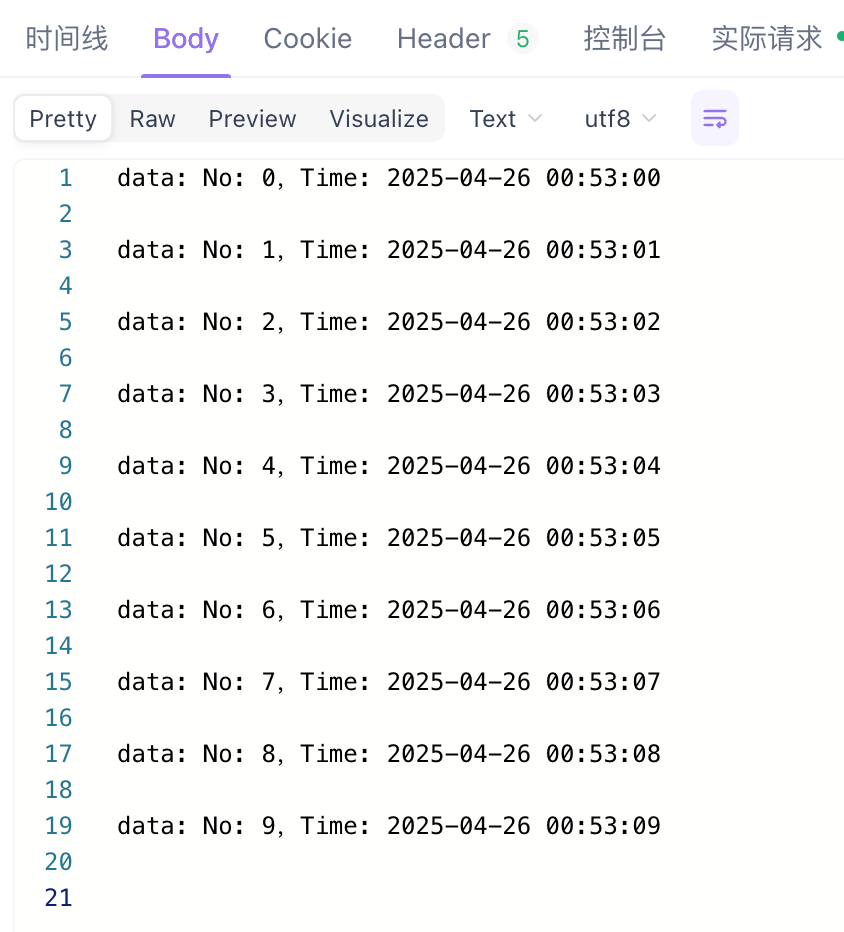 时间线 Body Cookie Header 5 控制台 实际请求
Pretty Raw Preview Visualize Text utf8
1 data: No: 0, Time: 2025-04-26 00:53:00
2
3 data: No: 1, Time: 2025-04-26 00:53:01
4
5 data: No: 2, Time: 2025-04-26 00:53:02
6
7 data: No: 3, Time: 2025-04-26 00:53:03
8
9 data: No: 4, Time: 2025-04-26 00:53:04
10
11 data: No: 5, Time: 2025-04-26 00:53:05
12
13 data: No: 6, Time: 2025-04-26 00:53:06
14
15 data: No: 7, Time: 2025-04-26 00:53:07
16
17 data: No: 8, Time: 2025-04-26 00:53:08
18
19 data: No: 9, Time: 2025-04-26 00:53:09
20
21